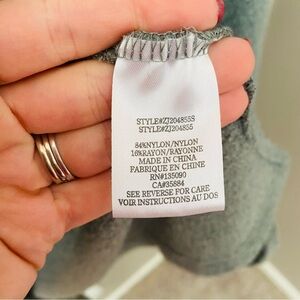 STYLE#ZJ204855S
STYLE#ZJ204855
84%NYLON/NYLON
16%RAYON/RAYONNE
MADE IN CHINA
FABRIQUE EN CHINE
RN#135090
CA#35884
SEE REVERSE FOR CARE
VOIR INSTRUCTIONS AU DOS